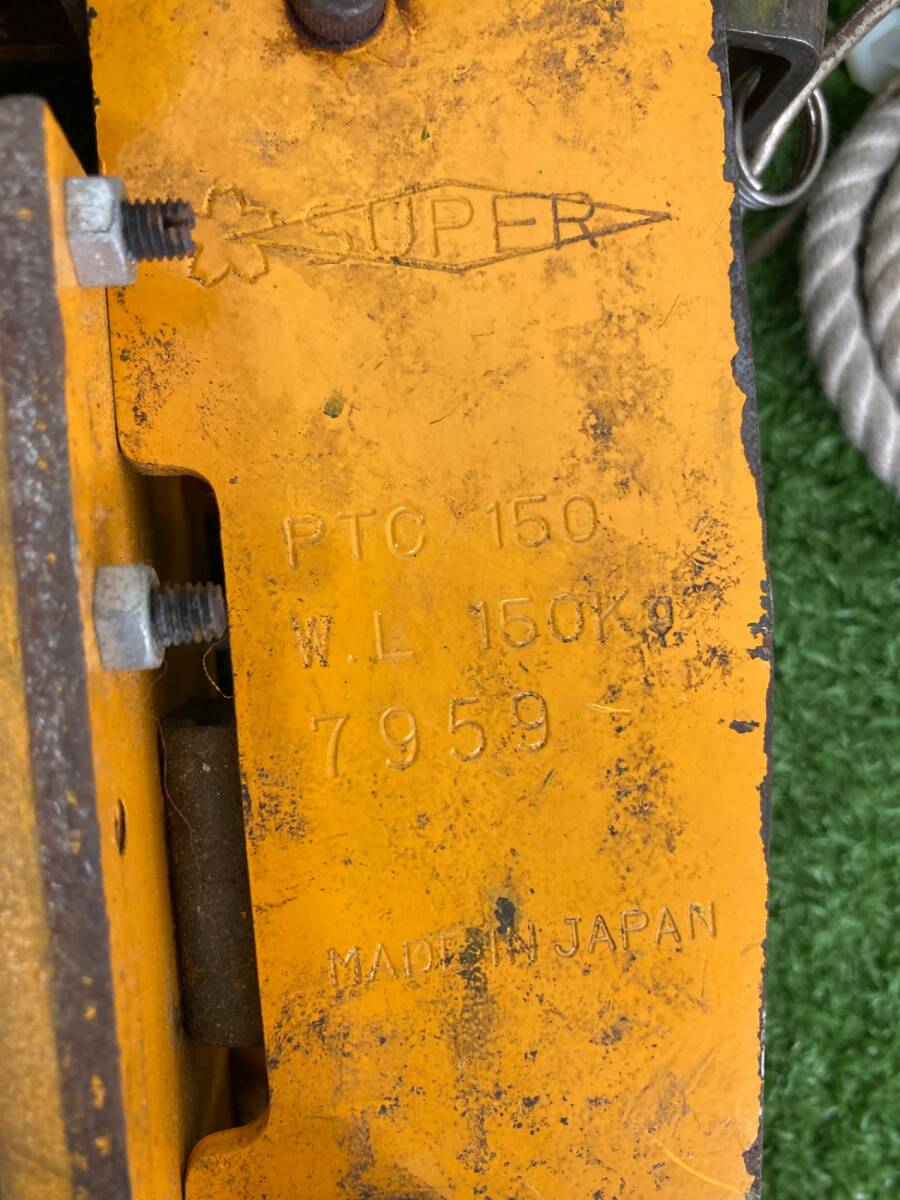 SUPER
PTC 150
W.L 150Kg
7959
MADE IN JAPAN